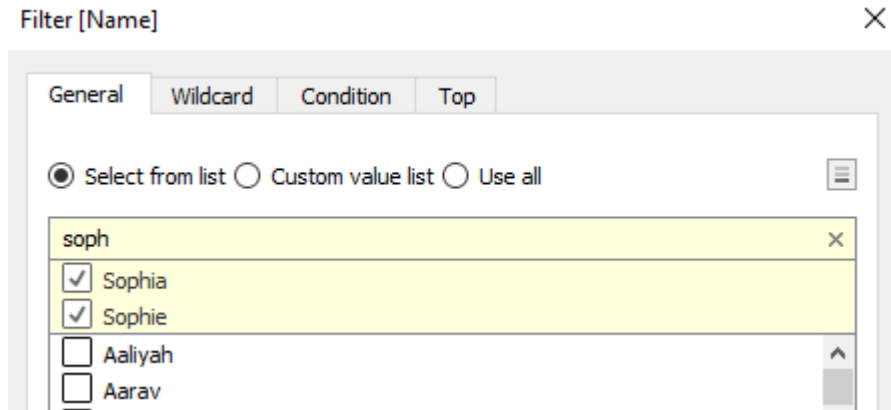 Filter [Name]
General Wildcard Condition Top
Select from list Custom value list Use all
soph
Sophia
Sophie
Aaliyah
Aarav